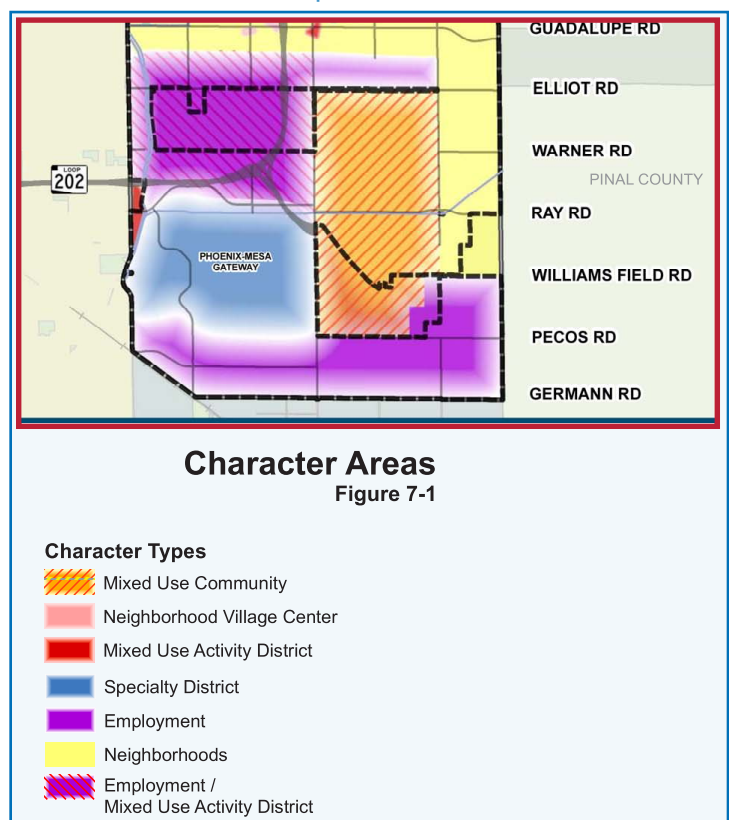 GUADALUPE RD
ELLIOT RD
WARNER RD
LOOP
202
PINAL COUNTY
RAY RD
PHOENIX-MESA
GATEWAY
WILLIAMS FIELD RD
PECOS RD
GERMANN RD
Character Areas
Figure 7-1
Character Types
Mixed Use Community
Neighborhood Village Center
Mixed Use Activity District
Specialty District
Employment
Neighborhoods
Employment /
Mixed Use Activity District